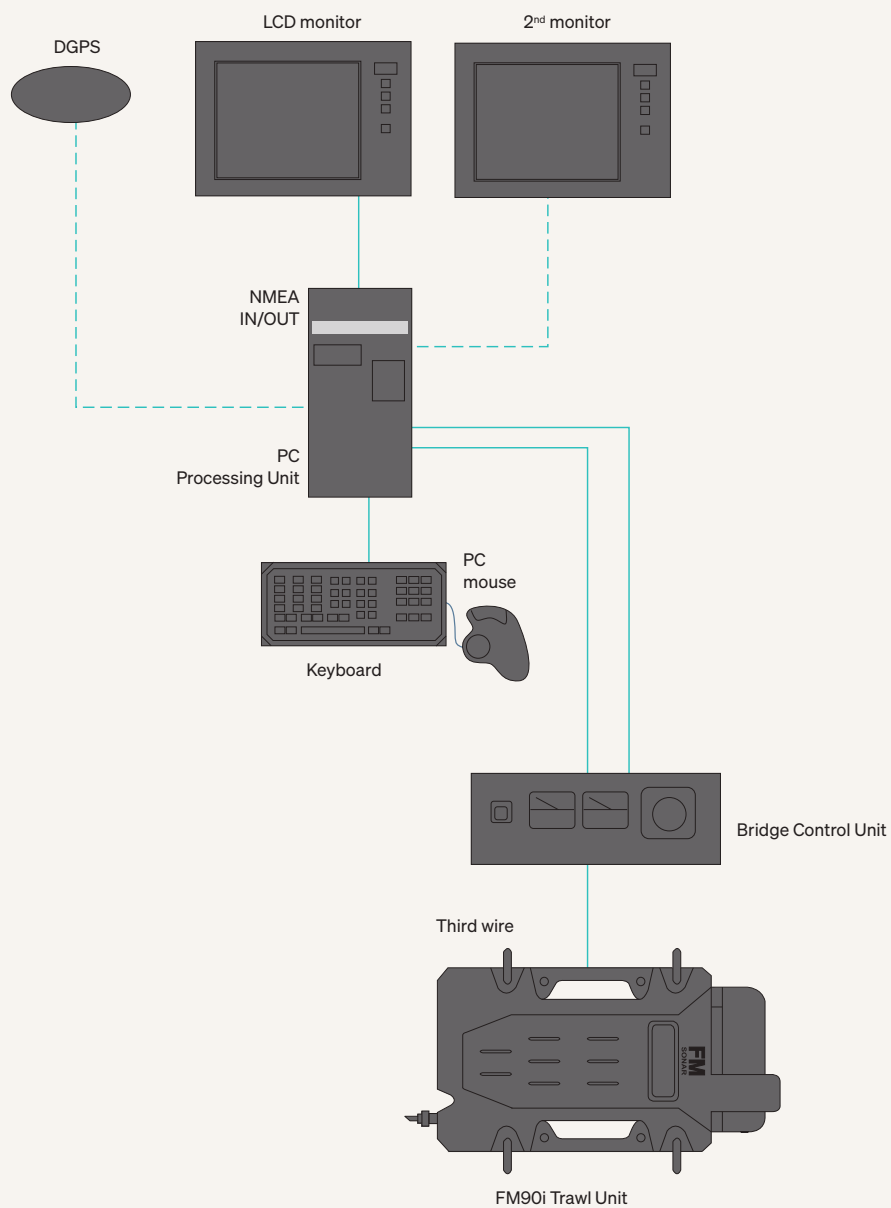 LCD monitor
2nd monitor
DGPS
NMEA
IN/OUT
PC
Processing Unit
PC
mouse
Keyboard
Bridge Control Unit
Third wire
FM
SONAR
FM90i Trawl Unit